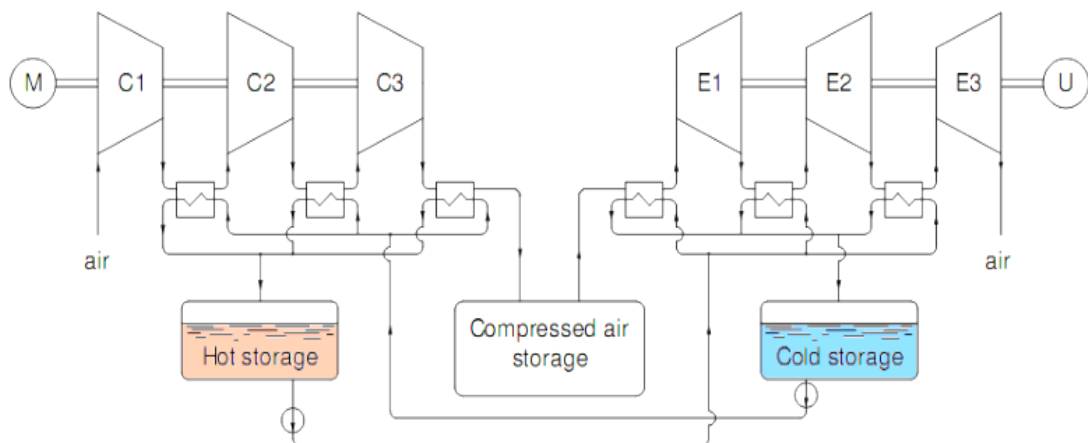 M
C1
C2
C3
E1
E2
E3
U
air
air
Hot storage
Compressed air
storage
Cold storage